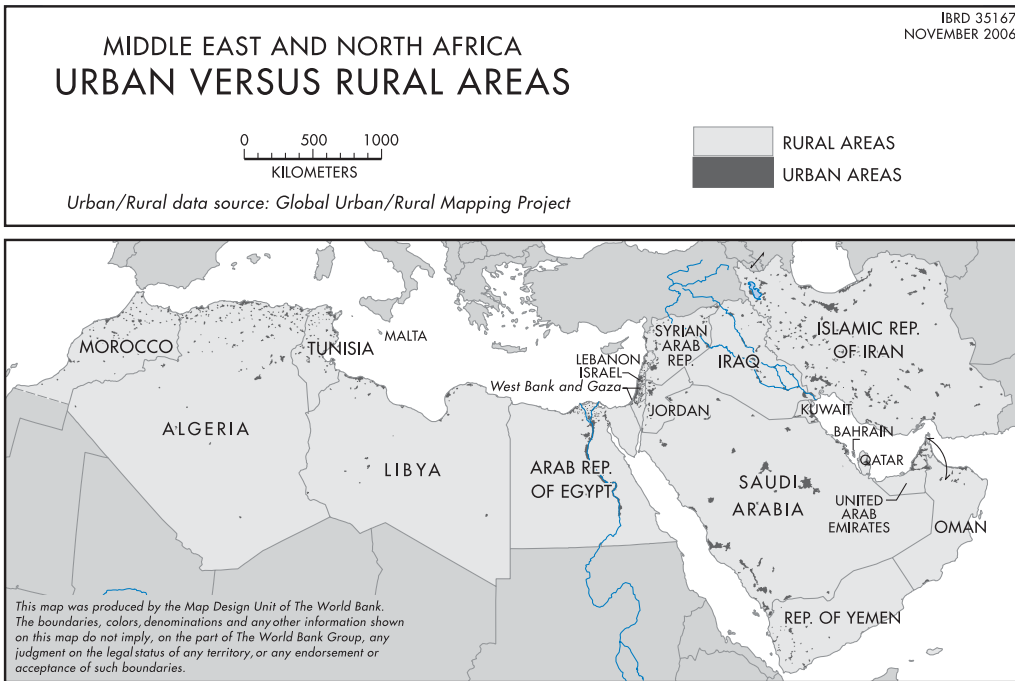 IBRD 35167
NOVEMBER 2006
MIDDLE EAST AND NORTH AFRICA
URBAN VERSUS RURAL AREAS
0 500 1000
KILOMETERS
Urban/Rural data source: Global Urban/Rural Mapping Project
RURAL AREAS
URBAN AREAS
MOROCCO
TUNISIA
MALTA
ALGERIA
LIBYA
ARAB REP.
OF EGYPT
LEBANON
ISRAEL
West Bank and Gaza
JORDAN
SYRIAN
ARAB
REP.
IRAQ
ISLAMIC REP.
OF IRAN
KUWAIT
BAHRAIN
QATAR
SAUDI
ARABIA
UNITED
ARAB
EMIRATES
OMAN
REP. OF YEMEN
This map was produced by the Map Design Unit of The World Bank.
The boundaries, colors, denominations and any other information shown
on this map do not imply, on the part of The World Bank Group, any
judgment on the legal status of any territory, or any endorsement or
acceptance of such boundaries.